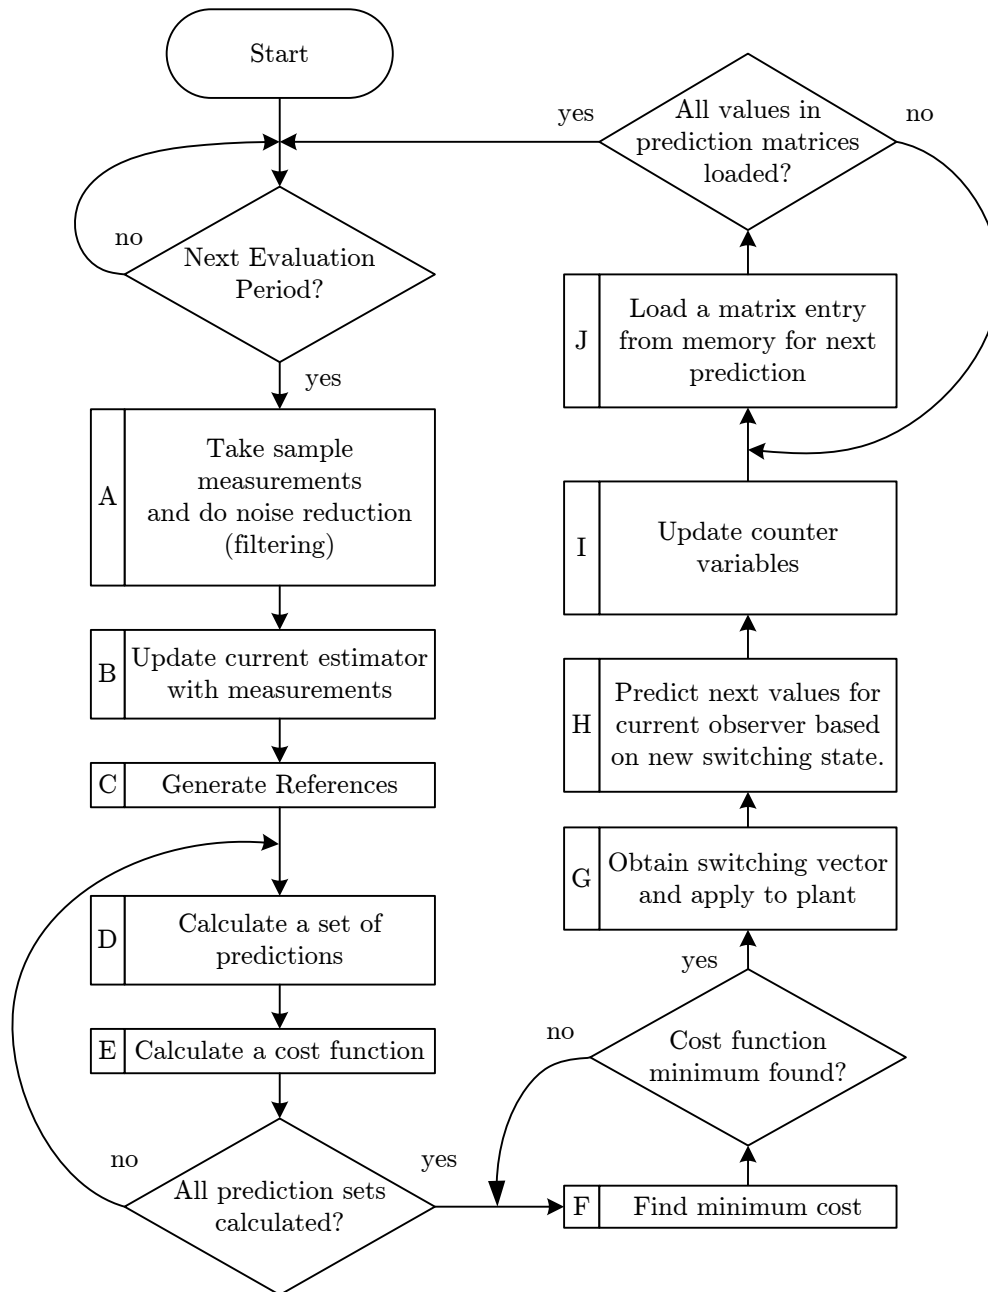 Start
no
Next Evaluation
Period?
yes
A
Take sample
measurements
and do noise reduction
(filtering)
B
Update current estimator
with measurements
C
Generate References
D
Calculate a set of
predictions
E
Calculate a cost function
no
All prediction sets
calculated?
yes
F
Find minimum cost
no
Cost function
minimum found?
yes
G
Obtain switching vector
and apply to plant
H
Predict next values for
current observer based
on new switching state.
I
Update counter
variables
J
Load a matrix entry
from memory for next
prediction
yes
All values in
prediction matrices
loaded?
no